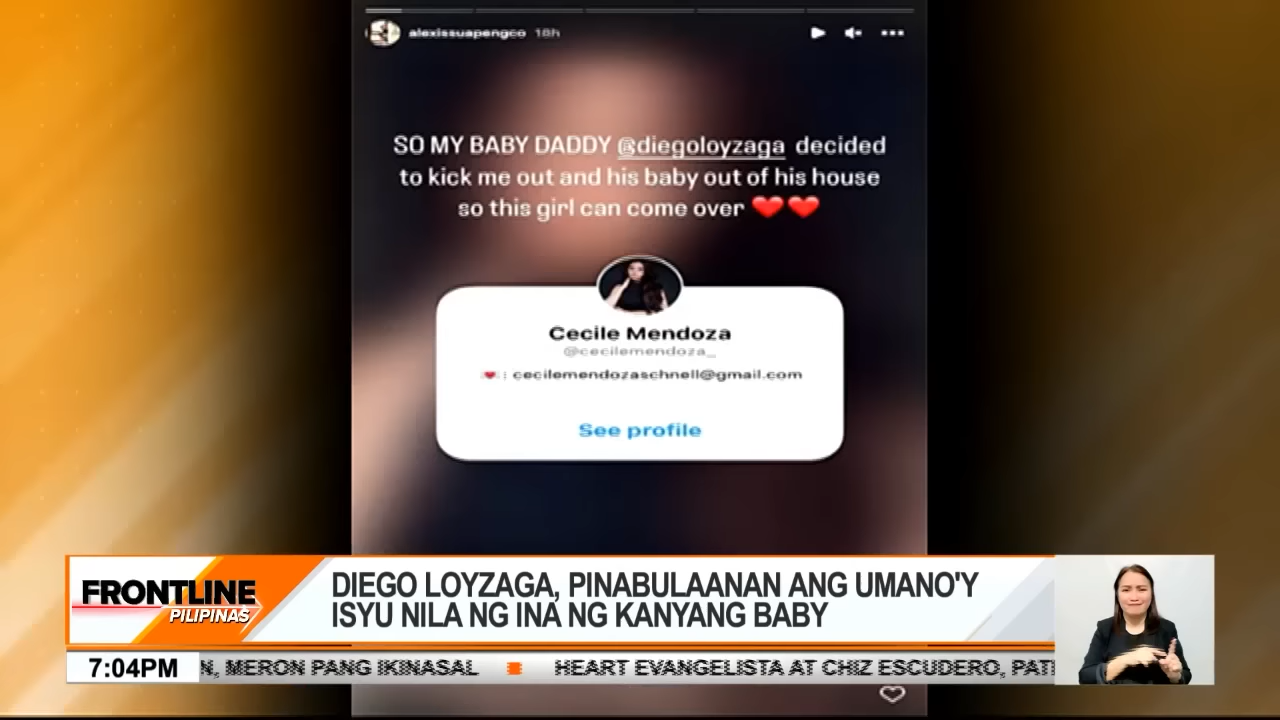 alexissuapengco 18h
SO MY BABY DADDY @diegoloyzaga decided
to kick me out and his baby out of his house
so this girl can come over ❤️❤️
Cecile Mendoza
@cecilemendoza_
❤️ : cecilemendozaschnell@gmail.com
See profile
FRONTLINE
PILIPINAS
DIEGO LOYZAGA, PINABULAANAN ANG UMANO'Y
ISYU NILA NG INA NG KANYANG BABY
7:04PM
N, MERON PANG IKINASAL HEART EVANGELISTA AT CHIZ ESCUDERO, PATI